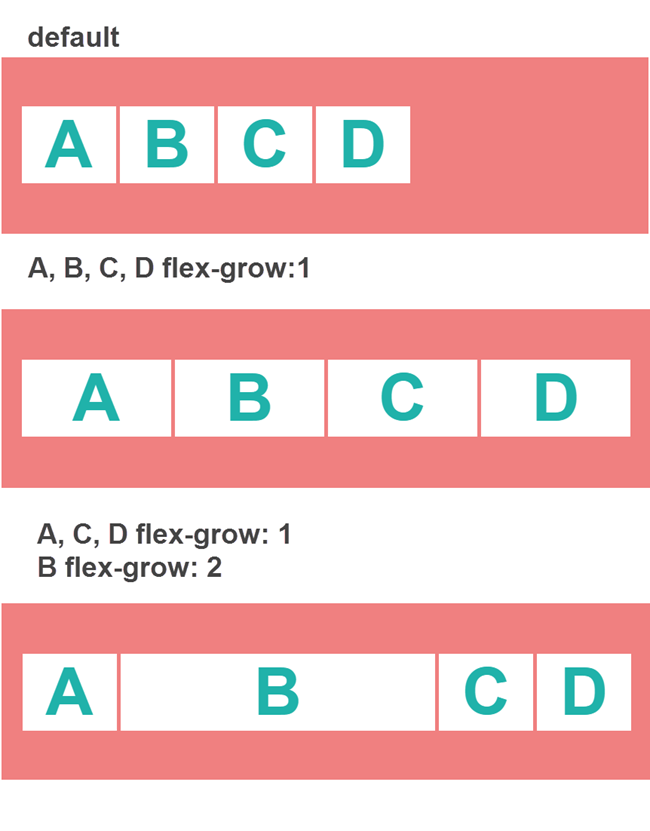 default
A B C D
A, B, C, D flex-grow:1
A B C D
A, C, D flex-grow: 1
B flex-grow: 2
A B C D